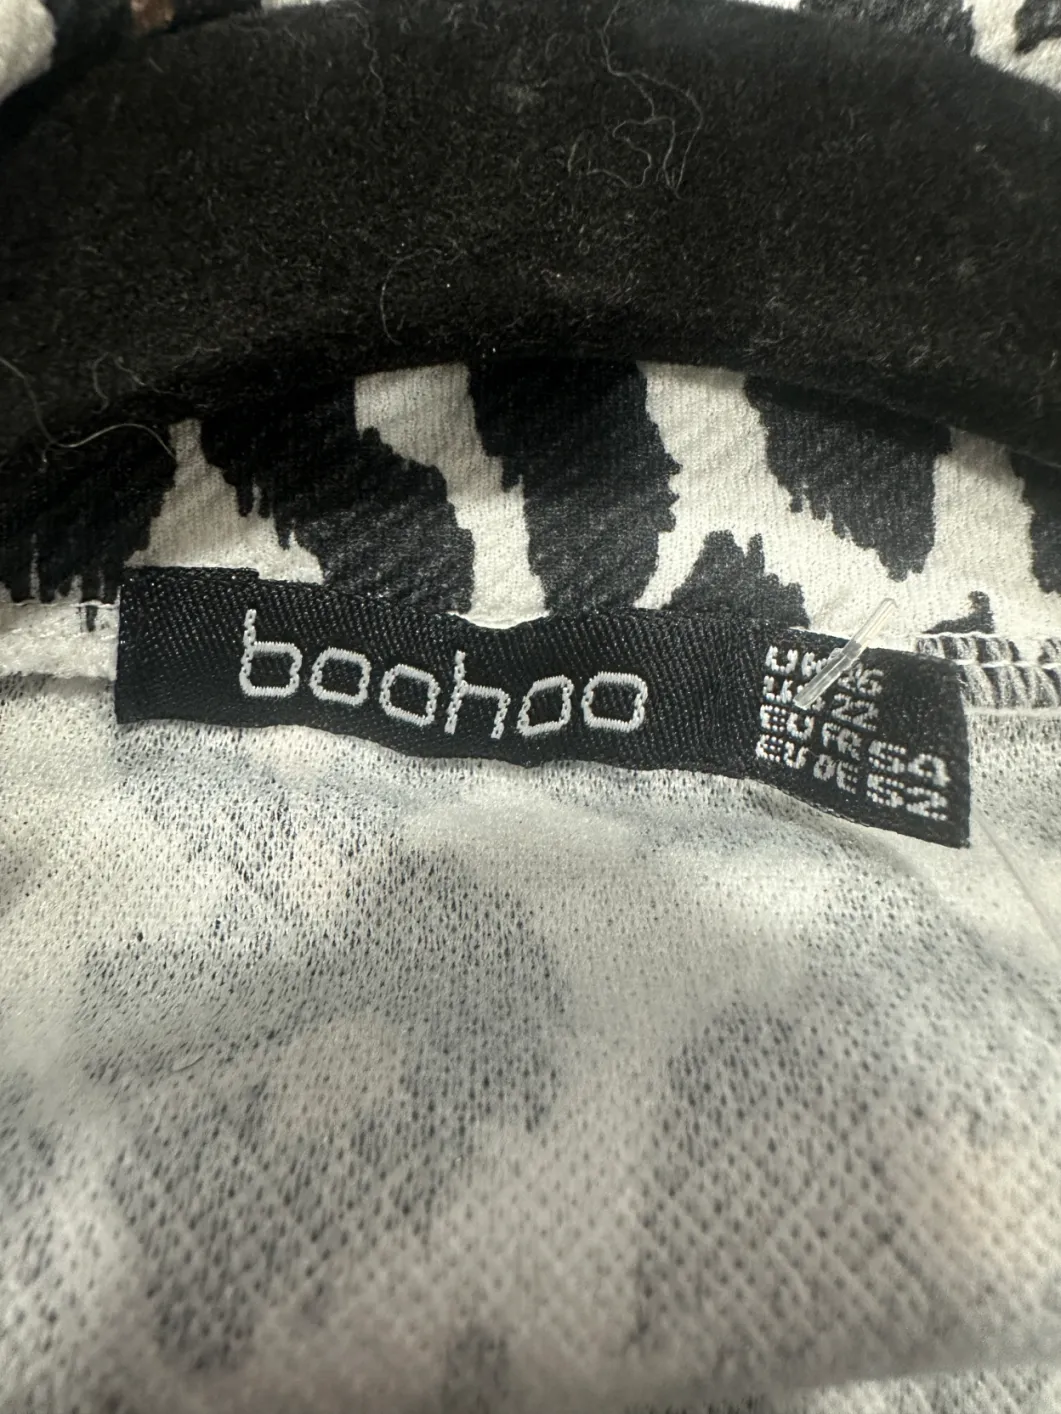 boohoo
UK 26
US 22
EU FR 54
EU DE 52